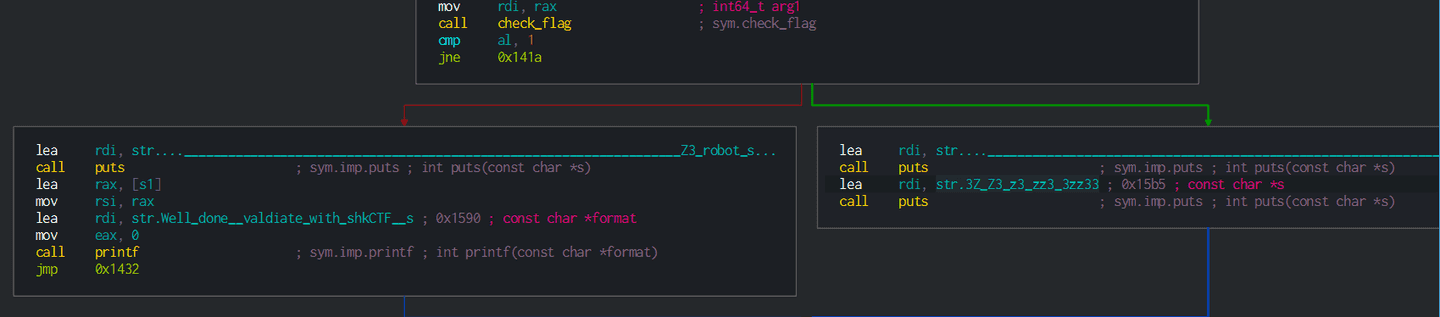 mov rdi, rax ; int64_t arg1
call check_flag ; sym.check_flag
cmp al, 1
jne 0x141a
lea rdi, str....______________________________________________________________________Z3_robot_s...
call puts ; sym.imp.puts ; int puts(const char *s)
lea rax, [s1]
mov rsi, rax
lea rdi, str.Well_done__valdiate_with_shkCTF__s ; 0x1590 ; const char *format
mov eax, 0
call printf ; sym.imp.printf ; int printf(const char *format)
jmp 0x1432
lea rdi, str....________________________________________________________________
call puts ; sym.imp.puts ; int puts(const char *s)
lea rdi, str.3Z_Z3_z3_zz3_3zz33 ; 0x15b5 ; const char *s
call puts ; sym.imp.puts ; int puts(const char *s)